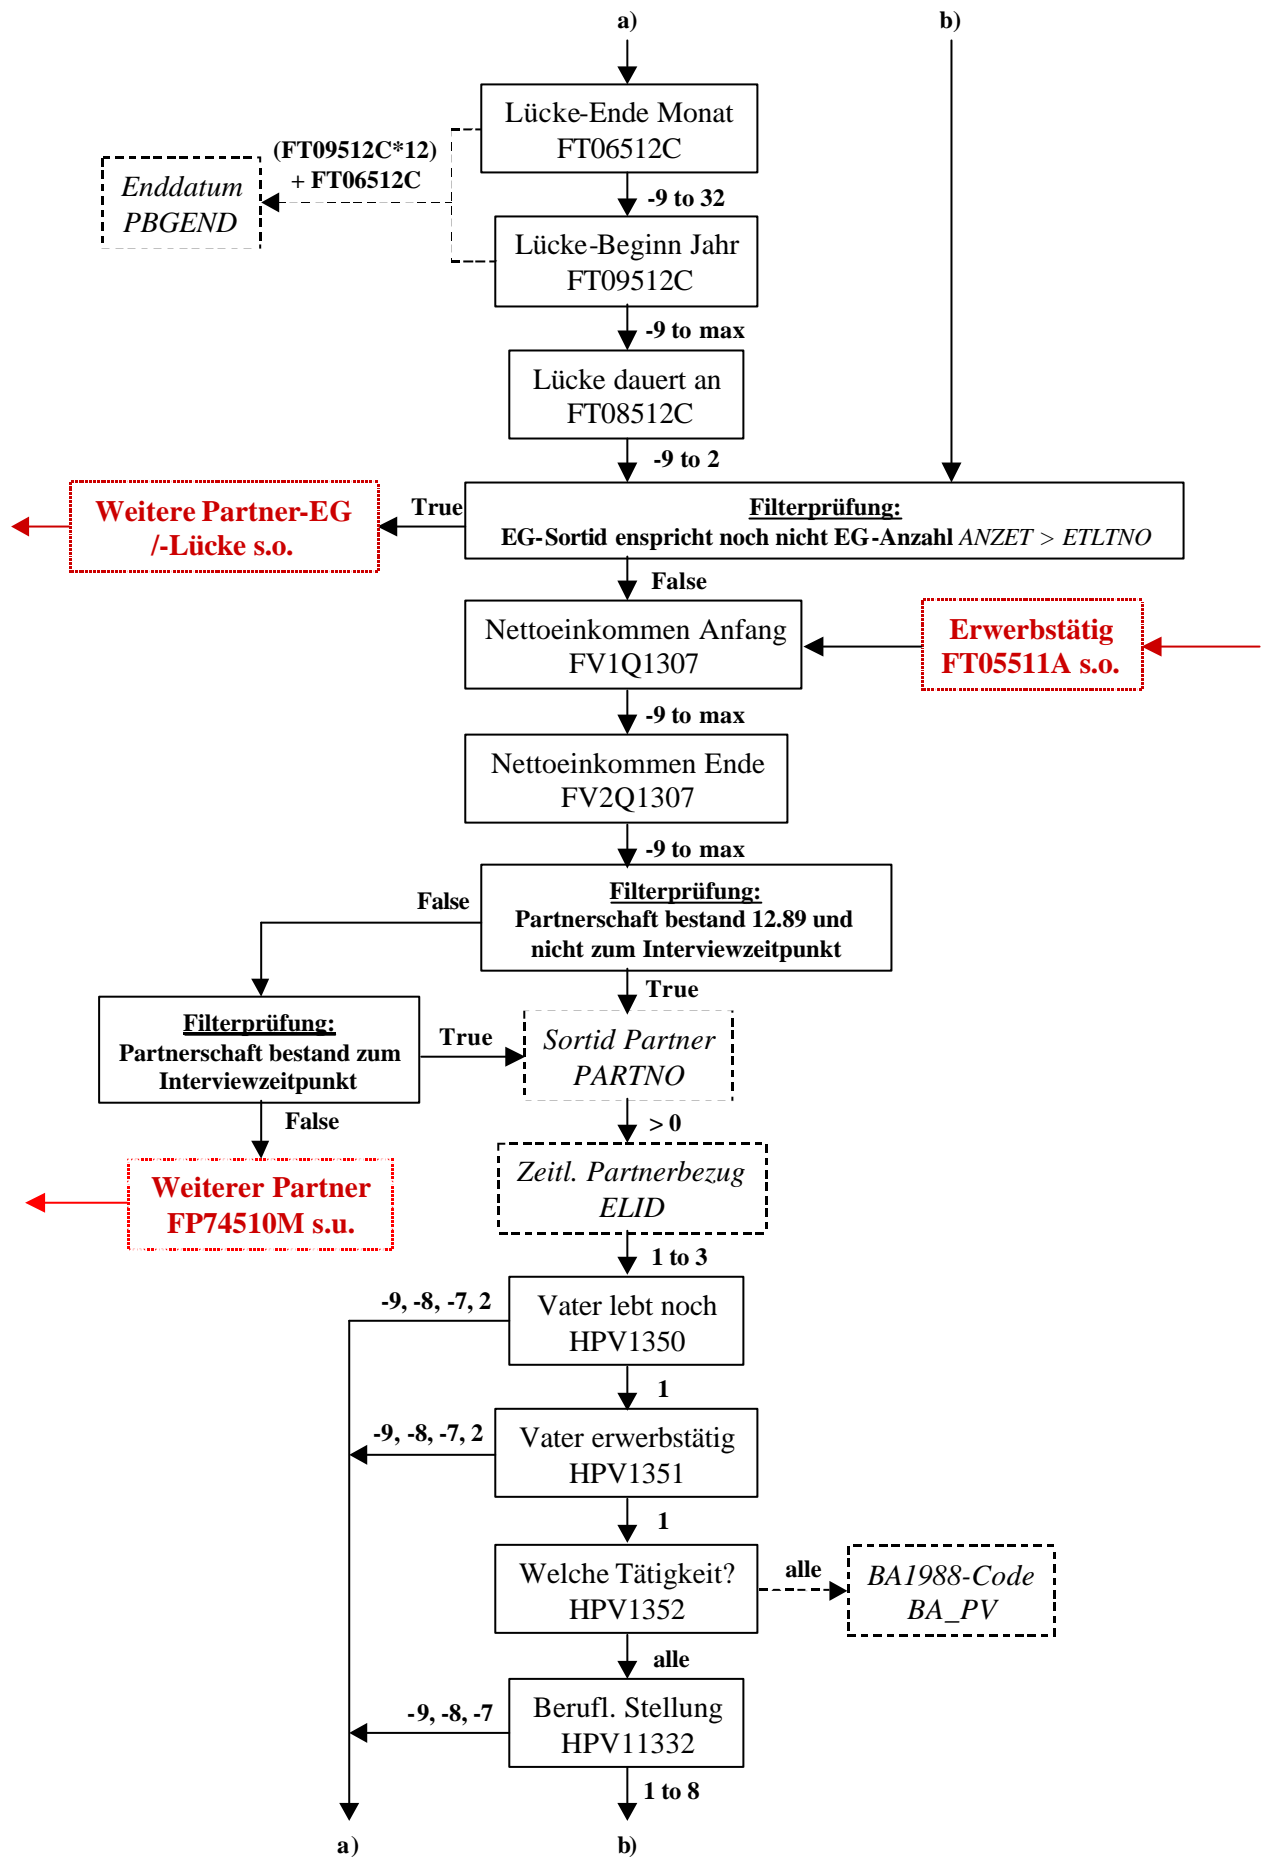 a)
b)
Lücke-Ende Monat
FT06512C
(FT09512C*12)
+ FT06512C
Enddatum
PBGEND
-9 to 32
Lücke-Beginn Jahr
FT09512C
-9 to max
Lücke dauert an
FT08512C
-9 to 2
Weitere Partner-EG
/-Lücke s.o.
True
Filterprüfung:
EG-Sortid enspricht noch nicht EG-Anzahl ANZET > ETLTNO
False
Nettoeinkommen Anfang
FV1Q1307
Erwerbstätig
FT05511A s.o.
-9 to max
Nettoeinkommen Ende
FV2Q1307
-9 to max
False
Filterprüfung:
Partnerschaft bestand 12.89 und
nicht zum Interviewzeitpunkt
True
Filterprüfung:
Partnerschaft bestand zum
Interviewzeitpunkt
True
Sortid Partner
PARTNO
False
> 0
Weiterer Partner
FP74510M s.u.
Zeitl. Partnerbezug
ELID
1 to 3
-9, -8, -7, 2
Vater lebt noch
HPV1350
1
-9, -8, -7, 2
Vater erwerbstätig
HPV1351
1
Welche Tätigkeit?
HPV1352
alle
BA1988-Code
BA_PV
alle
-9, -8, -7
Berufl. Stellung
HPV11332
1 to 8
a)
b)